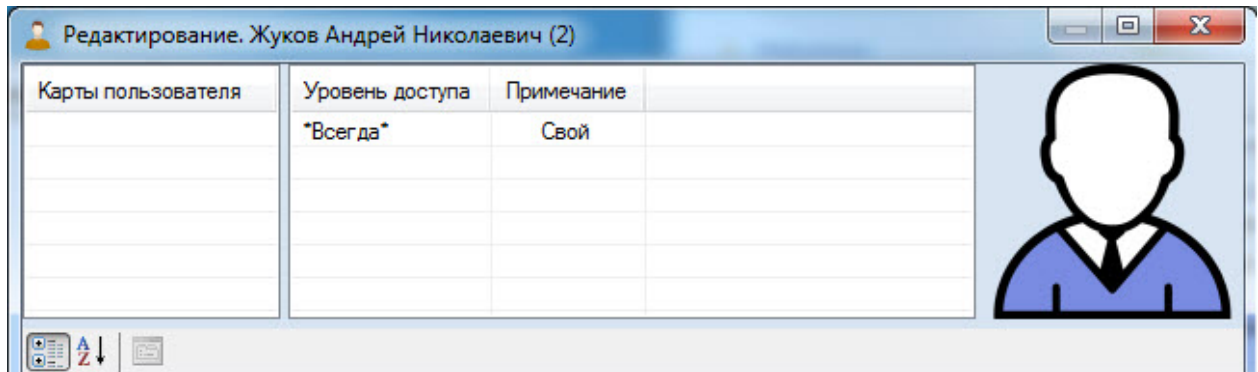 Редактирование. Жуков Андрей Николаевич (2)
Карты пользователя Уровень доступа Примечание
*Всегда* Свой
A
Z